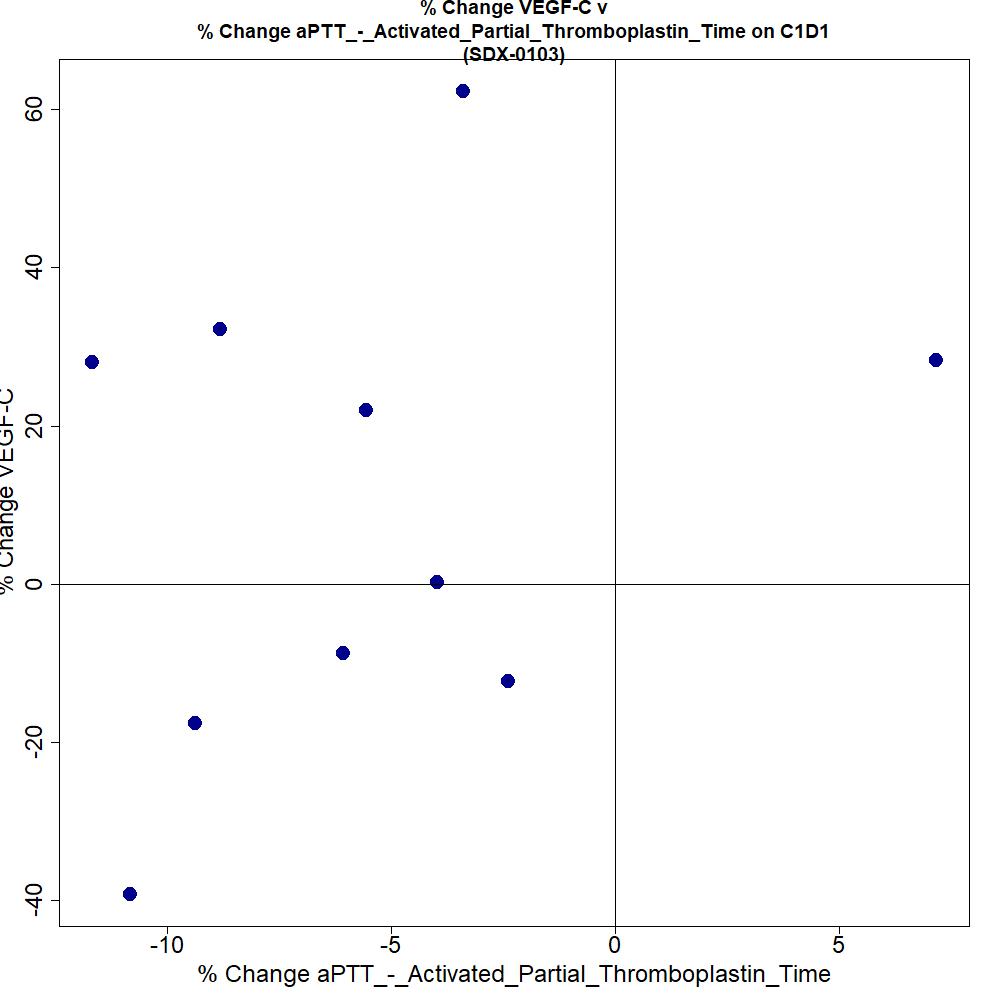 % Change VEGF-C v
% Change aPTT_-_Activated_Partial_Thromboplastin_Time on C1D1
(SDX-0103)
60
40
20
0
-20
-40
% Change VEGF-C
-10
-5
0
5
% Change aPTT_-_Activated_Partial_Thromboplastin_Time